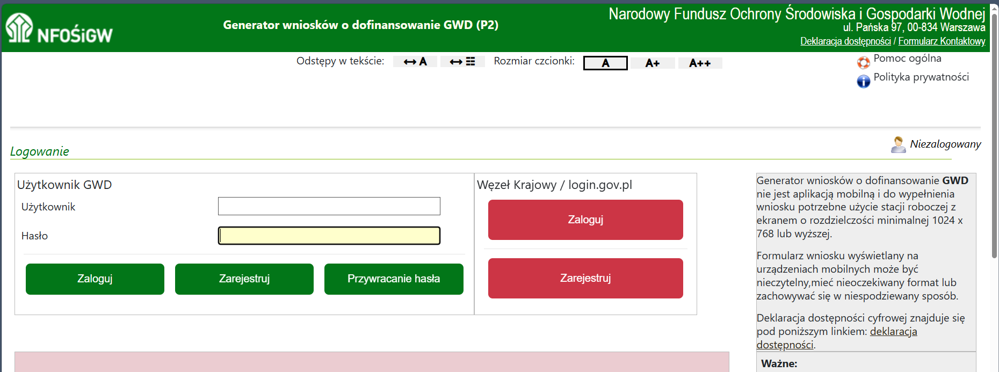 NFOŚiGW
Generator wniosków o dofinansowanie GWD (P2)
Narodowy Fundusz Ochrony Środowiska i Gospodarki Wodnej
ul. Pańska 97, 00-834 Warszawa
Deklaracja dostępności / Formularz Kontaktowy
Odstępy w tekście: A Rozmiar czcionki: A A+ A++
Pomoc ogólna
Polityka prywatności
Niezalogowany
Logowanie
Użytkownik GWD
Użytkownik
Hasło
Zaloguj Zarejestruj Przywracanie hasła
Węzeł Krajowy / login.gov.pl
Zaloguj
Zarejestruj
Generator wniosków o dofinansowanie GWD
nie jest aplikacją mobilną i do wypełnienia
wniosku potrzebne użycie stacji roboczej z
ekranem o rozdzielczości minimalnej 1024 x
768 lub wyższej.
Formularz wniosku wyświetlany na
urządzeniach mobilnych może być
nieczytelny,mieć nieoczekiwany format lub
zachowywać się w niespodziewany sposób.
Deklaracja dostępności cyfrowej znajduje się
pod poniższym linkiem: deklaracja
dostępności.
Ważne: